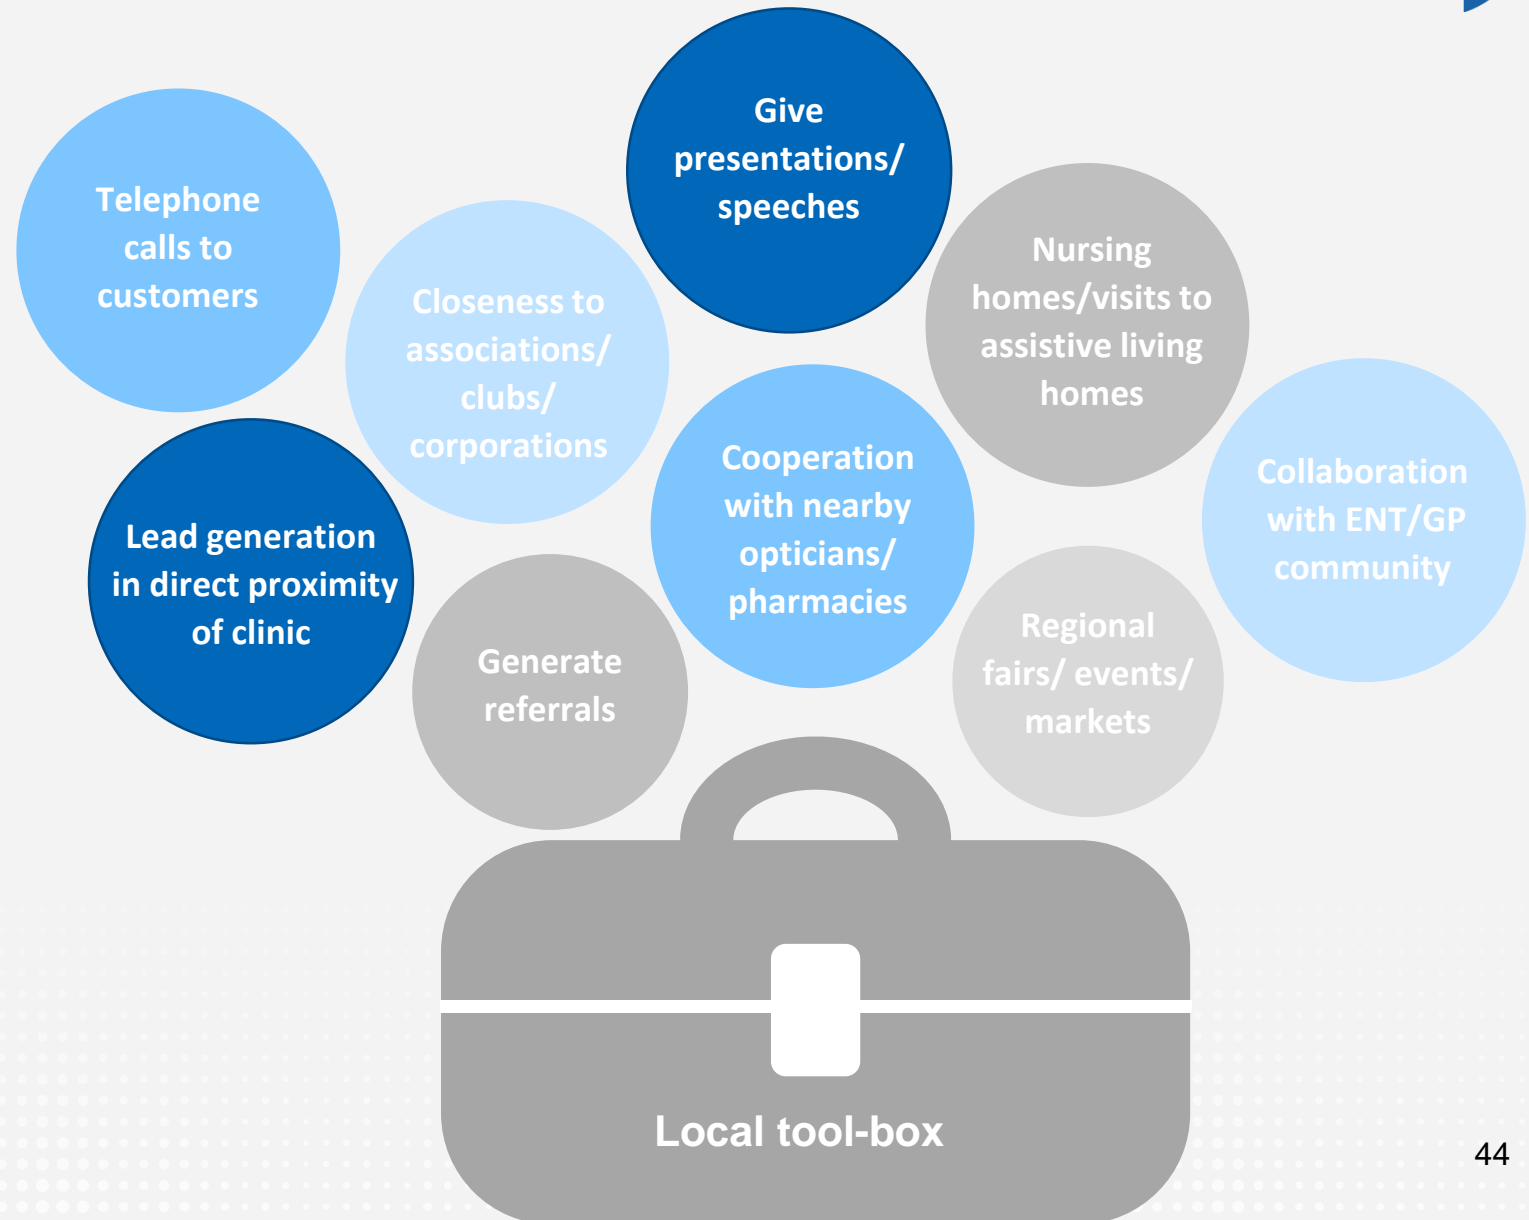 Give
presentations/
speeches
Telephone
calls to
customers
Nursing
homes/visits to
assistive living
homes
Closeness to
associations/
clubs/
corporations
Cooperation
with nearby
opticians/
pharmacies
Collaboration
with ENT/GP
community
Lead generation
in direct proximity
of clinic
Generate
referrals
Regional
fairs/ events/
markets
Local tool-box
44